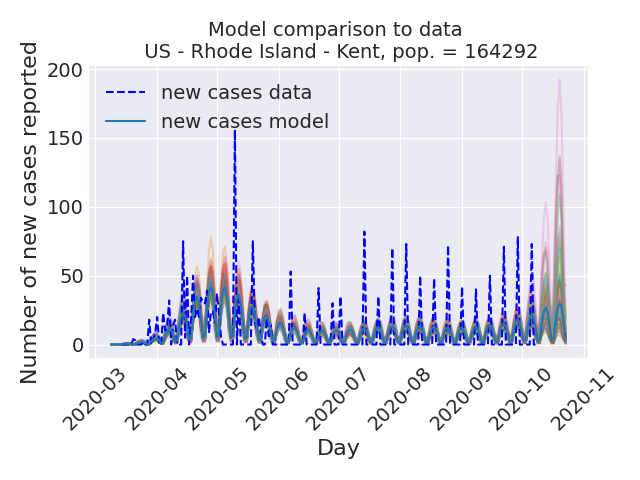 Model comparison to data
US - Rhode Island - Kent, pop. = 164292
Number of new cases reported
200
150
100
50
0
new cases data
new cases model
2020-03
2020-04
2020-05
2020-06
2020-07
2020-08
2020-09
2020-10
2020-11
Day